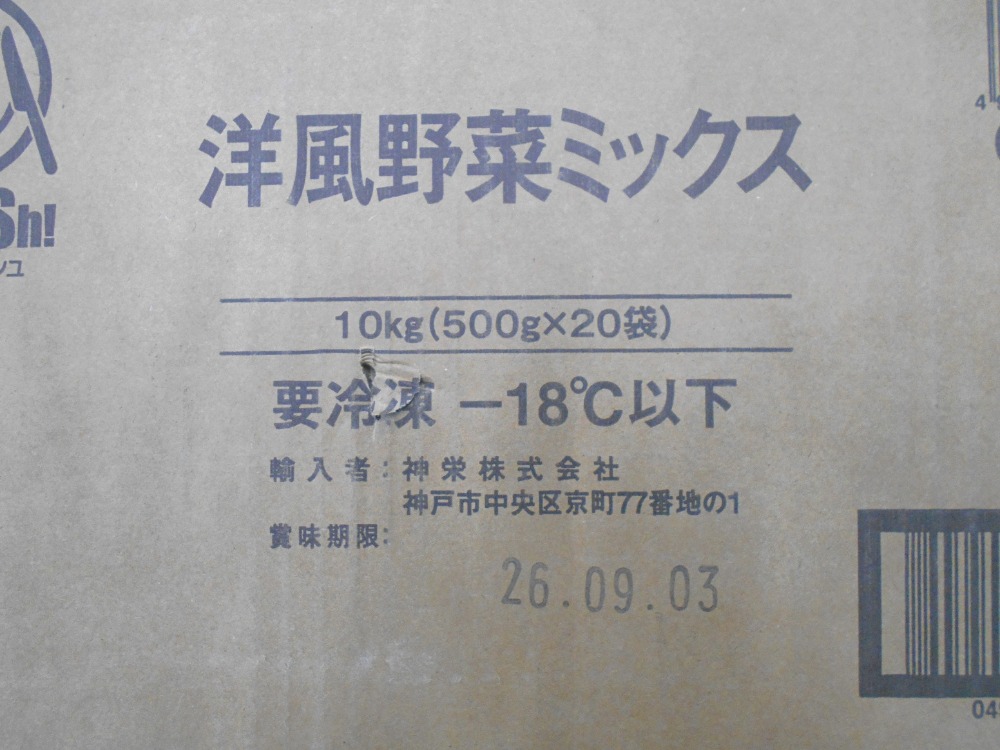 洋風野菜ミックス
sh!
10kg(500g×20袋)
要冷凍 −18℃以下
輸入者:神栄株式会社
神戸市中央区京町77番地の1
賞味期限:
26.09.03